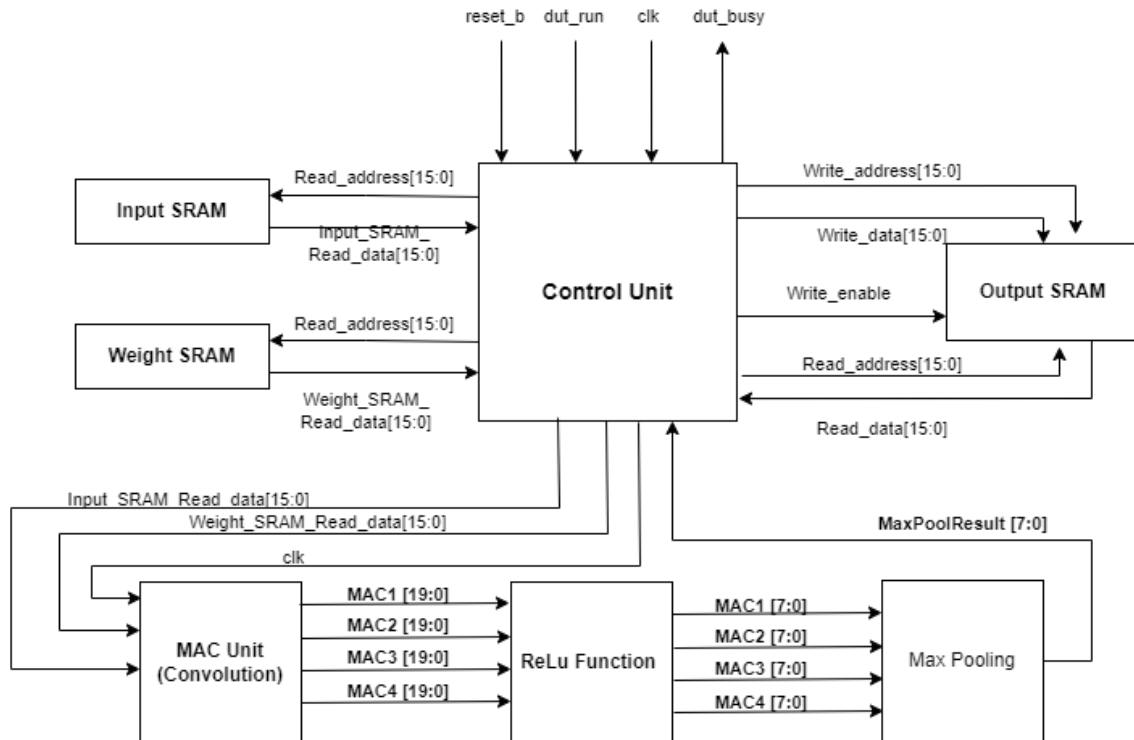 reset_b dut_run clk dut_busy
Read_address[15:0]
Input SRAM
Input_SRAM_
Read_data[15:0]
Read_address[15:0]
Weight SRAM
Weight_SRAM_
Read_data[15:0]
Control Unit
Write_address[15:0]
Write_data[15:0]
Write_enable
Output SRAM
Read_address[15:0]
Read_data[15:0]
Input_SRAM_Read_data[15:0]
Weight_SRAM_Read_data[15:0]
clk
MaxPoolResult [7:0]
MAC Unit
(Convolution)
MAC1 [19:0]
MAC2 [19:0]
MAC3 [19:0]
MAC4 [19:0]
ReLu Function
MAC1 [7:0]
MAC2 [7:0]
MAC3 [7:0]
MAC4 [7:0]
Max Pooling